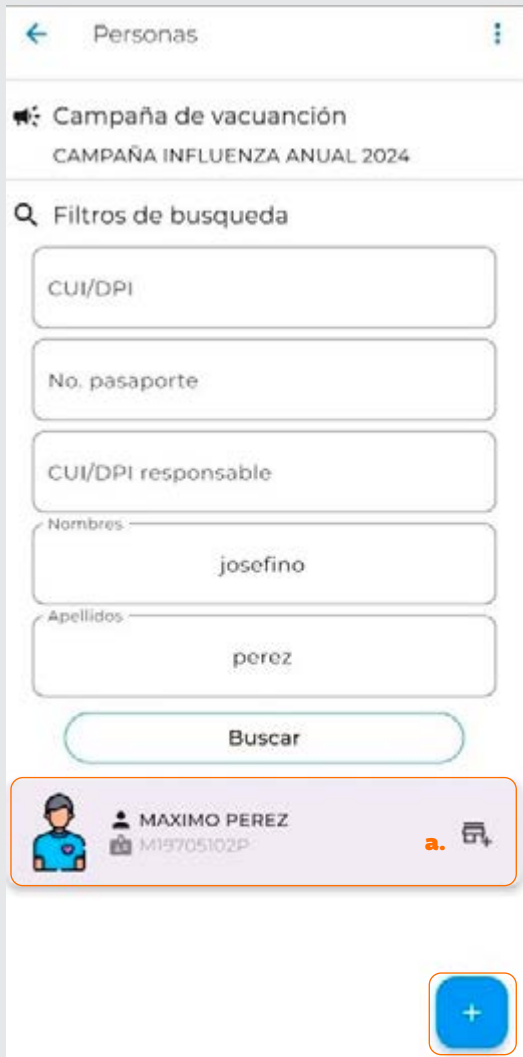 Personas
Campaña de vacuanción
CAMPAÑA INFLUENZA ANUAL 2024
Filtros de busqueda
CUI/DPI
No. pasaporte
CUI/DPI responsable
Nombres
josefino
Apellidos
perez
Buscar
MAXIMO PEREZ
M19705102P
a.
+